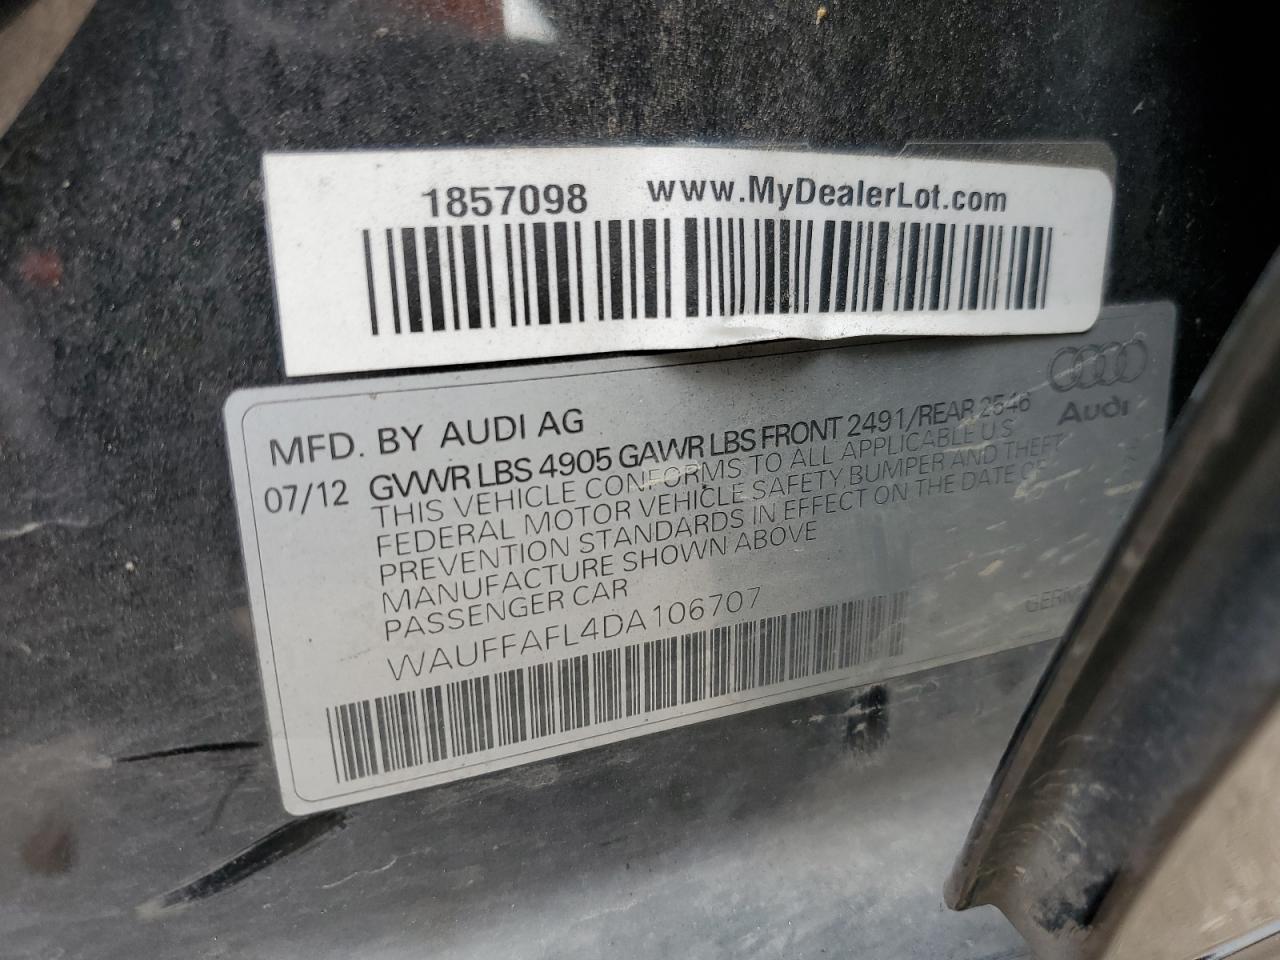 1857098 www.MyDealerLot.com
Audi
MFD. BY AUDI AG
07/12 GVWR LBS 4905 GAWR LBS FRONT 2491/REAR 2546
THIS VEHICLE CONFORMS TO ALL APPLICABLE U S
FEDERAL MOTOR VEHICLE SAFETY, BUMPER AND THEFT
PREVENTION STANDARDS IN EFFECT ON THE DATE OF
MANUFACTURE SHOWN ABOVE
PASSENGER CAR
WAUFFAFL4DA106707
GERM